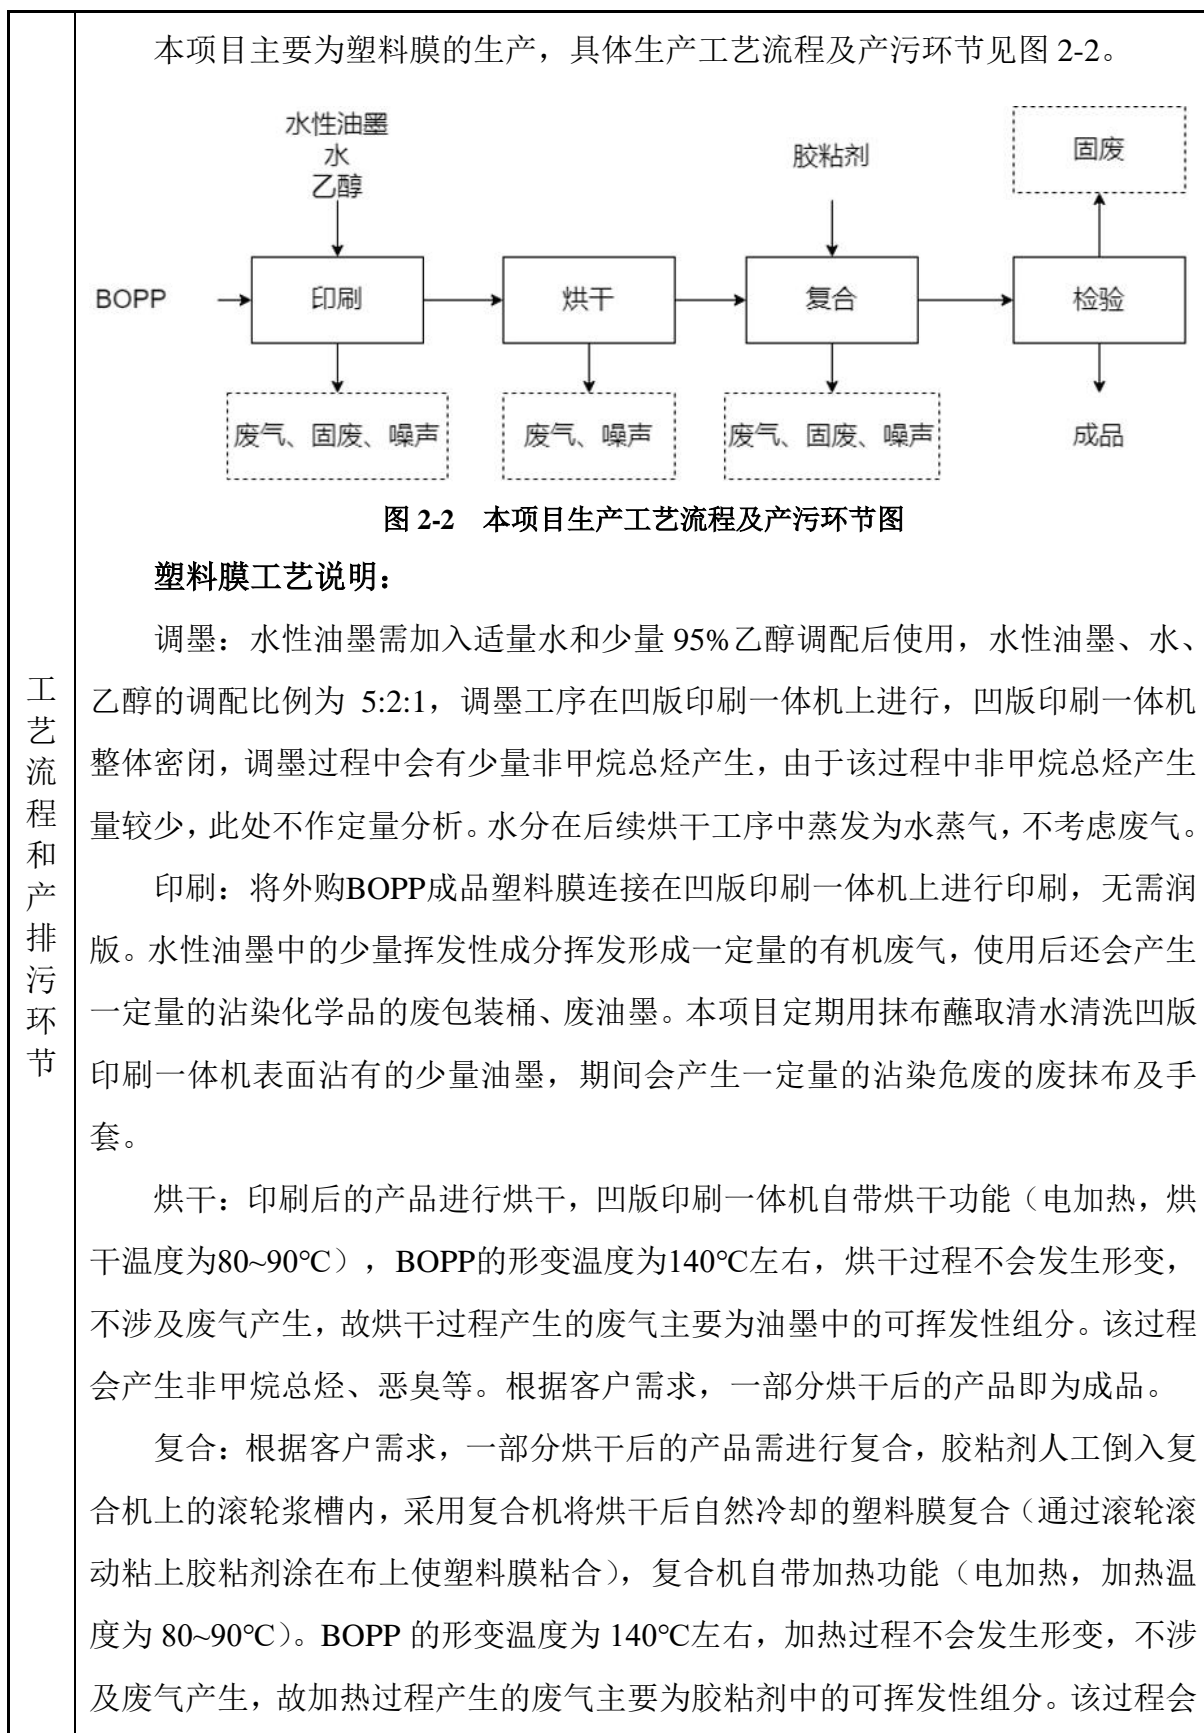 本项目主要为塑料膜的生产，具体生产工艺流程及产污环节见图 2-2。
水性油墨
水
乙醇
胶粘剂
固废
BOPP
印刷
烘干
复合
检验
废气、固废、噪声
废气、噪声
废气、固废、噪声
成品
图 2-2 本项目生产工艺流程及产污环节图
塑料膜工艺说明：
调墨：水性油墨需加入适量水和少量 95%乙醇调配后使用，水性油墨、水、
乙醇的调配比例为 5:2:1，调墨工序在凹版印刷一体机上进行，凹版印刷一体机
整体密闭，调墨过程中会有少量非甲烷总烃产生，由于该过程中非甲烷总烃产生
量较少，此处不作定量分析。水分在后续烘干工序中蒸发为水蒸气，不考虑废气。
印刷：将外购BOPP成品塑料膜连接在凹版印刷一体机上进行印刷，无需润
版。水性油墨中的少量挥发性成分挥发形成一定量的有机废气，使用后还会产生
一定量的沾染化学品的废包装桶、废油墨。本项目定期用抹布蘸取清水清洗凹版
印刷一体机表面沾有的少量油墨，期间会产生一定量的沾染危废的废抹布及手
套。
烘干：印刷后的产品进行烘干，凹版印刷一体机自带烘干功能（电加热，烘
干温度为80~90℃），BOPP的形变温度为140℃左右，烘干过程不会发生形变，
不涉及废气产生，故烘干过程产生的废气主要为油墨中的可挥发性组分。该过程
会产生非甲烷总烃、恶臭等。根据客户需求，一部分烘干后的产品即为成品。
复合：根据客户需求，一部分烘干后的产品需进行复合，胶粘剂人工倒入复
合机上的滚轮浆槽内，采用复合机将烘干后自然冷却的塑料膜复合（通过滚轮滚
动粘上胶粘剂涂在布上使塑料膜粘合），复合机自带加热功能（电加热，加热温
度为 80~90℃）。BOPP 的形变温度为 140℃左右，加热过程不会发生形变，不涉
及废气产生，故加热过程产生的废气主要为胶粘剂中的可挥发性组分。该过程会
工
艺
流
程
和
产
排
污
环
节